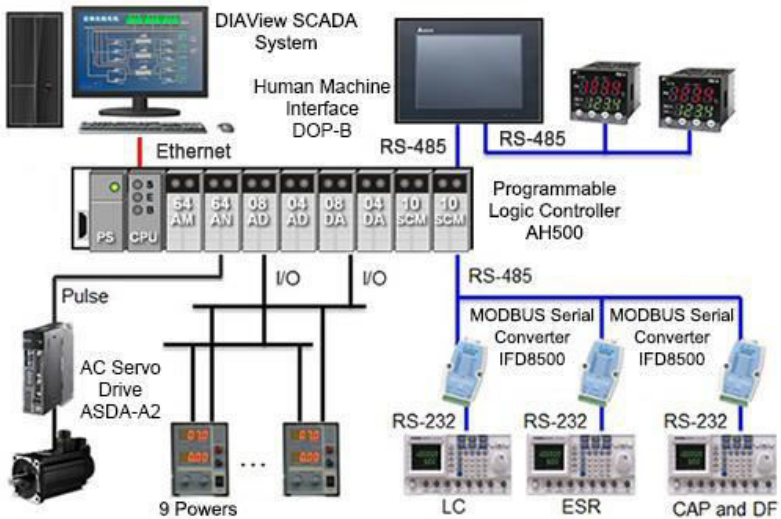 DIAView SCADA
System
Human Machine
Interface
DOP-B
Ethernet
RS-485
RS-485
PS
CPU
S
E
B
64
AM
64
AN
08
AD
04
AD
08
DA
04
DA
10
SCM
10
SCM
Programmable
Logic Controller
AH500
Pulse
I/O
I/O
RS-485
AC Servo
Drive
ASDA-A2
MODBUS Serial
Converter
IFD8500
MODBUS Serial
Converter
IFD8500
RS-232
RS-232
RS-232
9 Powers
...
LC
ESR
CAP and DF